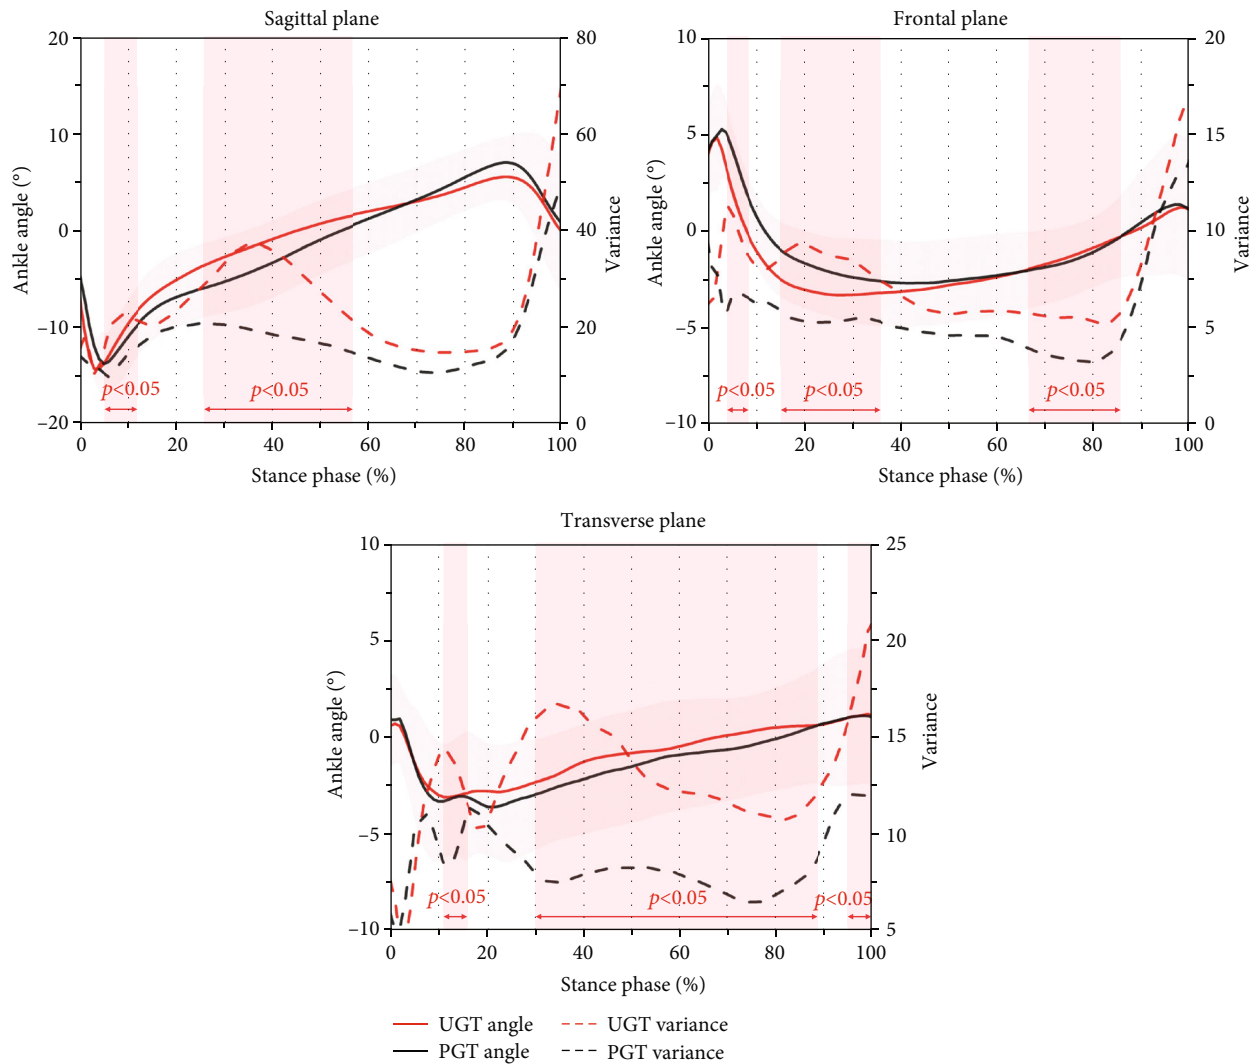 Sagittal plane
20
10
0
−10
−20
Ankle angle (°)
80
60
40
20
0
Variance
p<0.05
p<0.05
0 20 40 60 80 100
Stance phase (%)
Frontal plane
10
5
0
−5
−10
Ankle angle (°)
20
15
10
5
0
Variance
p<0.05
p<0.05
p<0.05
0 20 40 60 80 100
Stance phase (%)
Transverse plane
10
5
0
−5
−10
Ankle angle (°)
25
20
15
10
5
Variance
p<0.05
p<0.05
p<0.05
0 20 40 60 80 100
Stance phase (%)
UGT angle UGT variance
PGT angle PGT variance